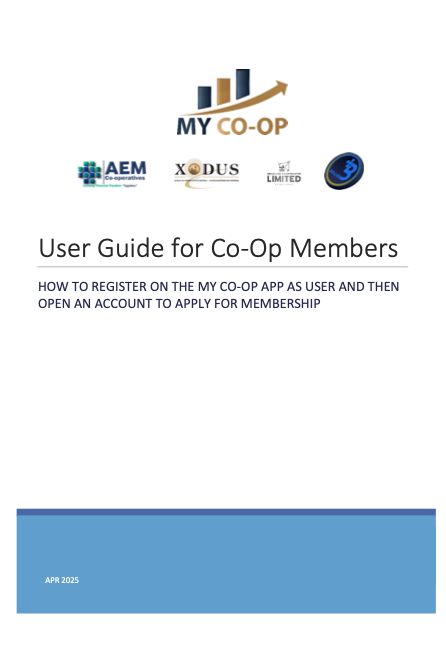 MY CO-OP
AEM
Co-operatives
XODUS
LIMITED
User Guide for Co-Op Members
HOW TO REGISTER ON THE MY CO-OP APP AS USER AND THEN
OPEN AN ACCOUNT TO APPLY FOR MEMBERSHIP
APR 2025